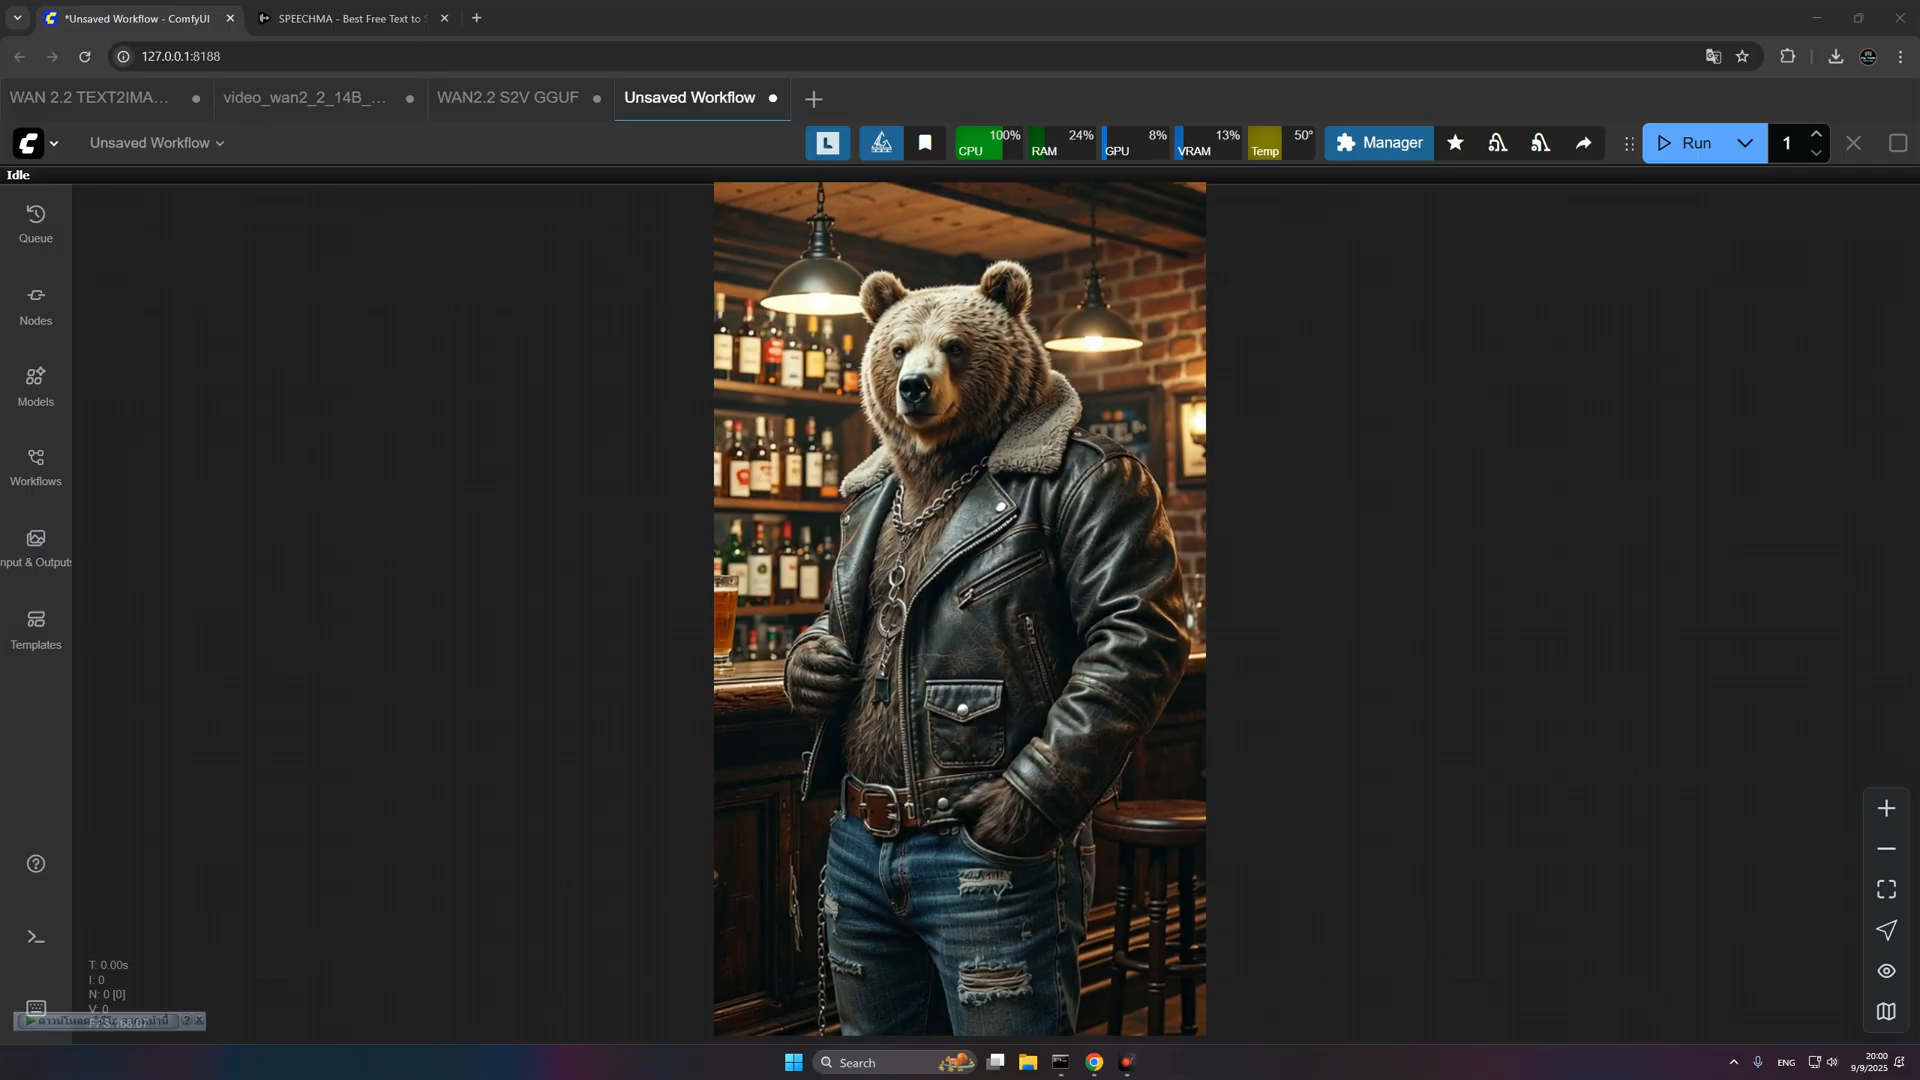 *Unsaved Workflow - ComfyUI
SPEECHMA - Best Free Text to S
127.0.0.1:8188
WAN 2.2 TEXT2IMA...
video_wan2_2_14B_...
WAN2.2 S2V GGUF
Unsaved Workflow
Unsaved Workflow
L
CPU 100%
RAM 24%
GPU 8%
VRAM 13%
Temp 50°
Manager
Run
1
Idle
Queue
Nodes
Models
Workflows
nput & Outputs
Templates
T: 0.00s
I: 0
N: 0 [0]
V: 0
Search
ENG
20:00
9/9/2025